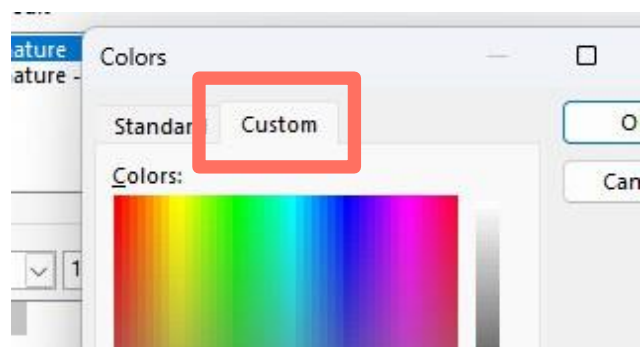 ature
ature -
Colors
Standar
Custom
O
Colors:
Can
1